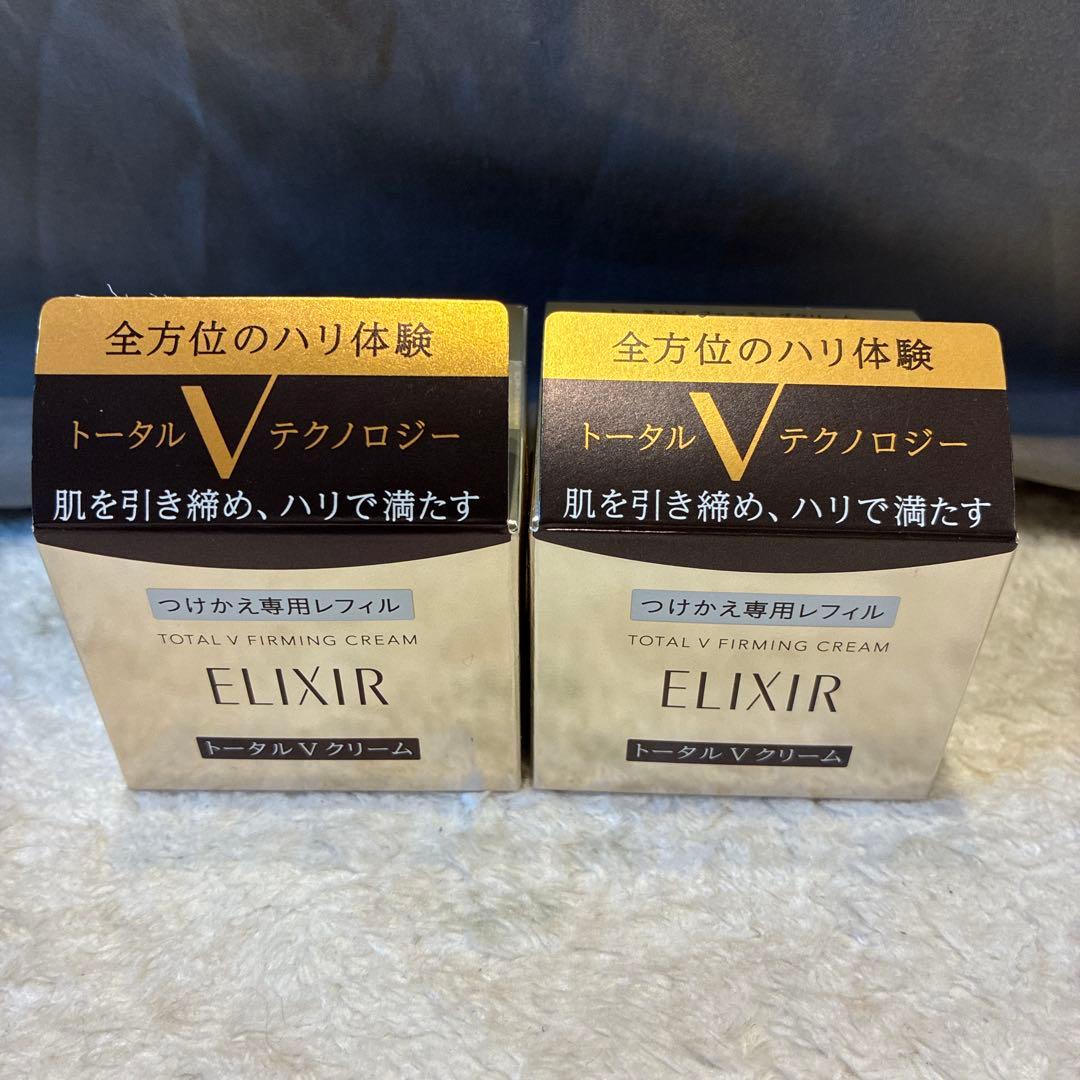 全方位のハリ体験
トータル V テクノロジー
肌を引き締め、ハリで満たす
つけかえ専用レフィル
TOTAL V FIRMING CREAM
ELIXIR
トータル V クリーム
全方位のハリ体験
トータル V テクノロジー
肌を引き締め、ハリで満たす
つけかえ専用レフィル
TOTAL V FIRMING CREAM
ELIXIR
トータル V クリーム